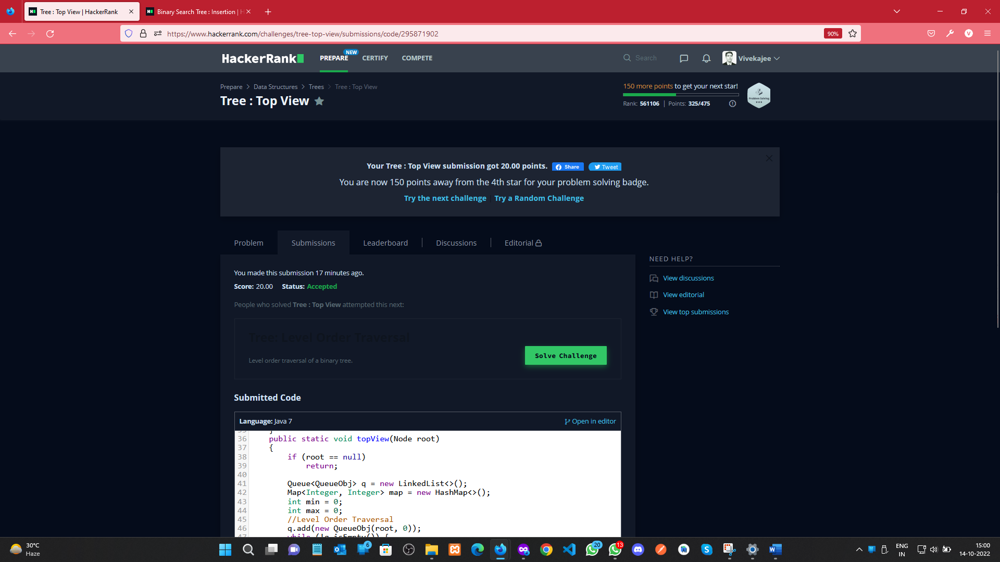 Tree : Top View | HackerRank
Binary Search Tree : Insertion | H
https://www.hackerrank.com/challenges/tree-top-view/submissions/code/295871902
90%
V
HackerRank
PREPARE
NEW
CERTIFY
COMPETE
Search
Vivekajee
Prepare > Data Structures > Trees > Tree : Top View
Tree : Top View
150 more points to get your next star!
Rank: 561106 | Points: 325/475
Problem Solving
Your Tree : Top View submission got 20.00 points.
Share
Tweet
You are now 150 points away from the 4th star for your problem solving badge.
Try the next challenge | Try a Random Challenge
Problem
Submissions
Leaderboard
Discussions
Editorial
NEED HELP?
View discussions
View editorial
View top submissions
You made this submission 17 minutes ago.
Score: 20.00 Status: Accepted
People who solved Tree : Top View attempted this next:
Tree: Level Order Traversal
Level order traversal of a binary tree.
Solve Challenge
Submitted Code
Language: Java 7
Open in editor
35 }
36 public static void topView(Node root)
37 {
38 if (root == null)
39 return;
40
41 Queue<QueueObj> q = new LinkedList<>();
42 Map<Integer, Integer> map = new HashMap<>();
43 int min = 0;
44 int max = 0;
45 //Level Order Traversal
46 q.add(new QueueObj(root, 0));
47 while (!q.isEmpty()) {
30°C
Haze
6
20
13
ENG
IN
15:00
14-10-2022